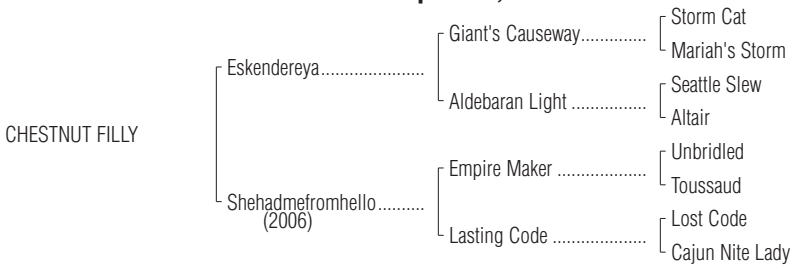 Storm Cat
Giant's Causeway...............
Mariah's Storm
Eskendereya......................
Seattle Slew
Aldebaran Light ................
Altair
CHESTNUT FILLY
Unbridled
Empire Maker ...................
Toussaud
Shehadmefromhello..........
(2006)
Lost Code
Lasting Code ....................
Cajun Nite Lady